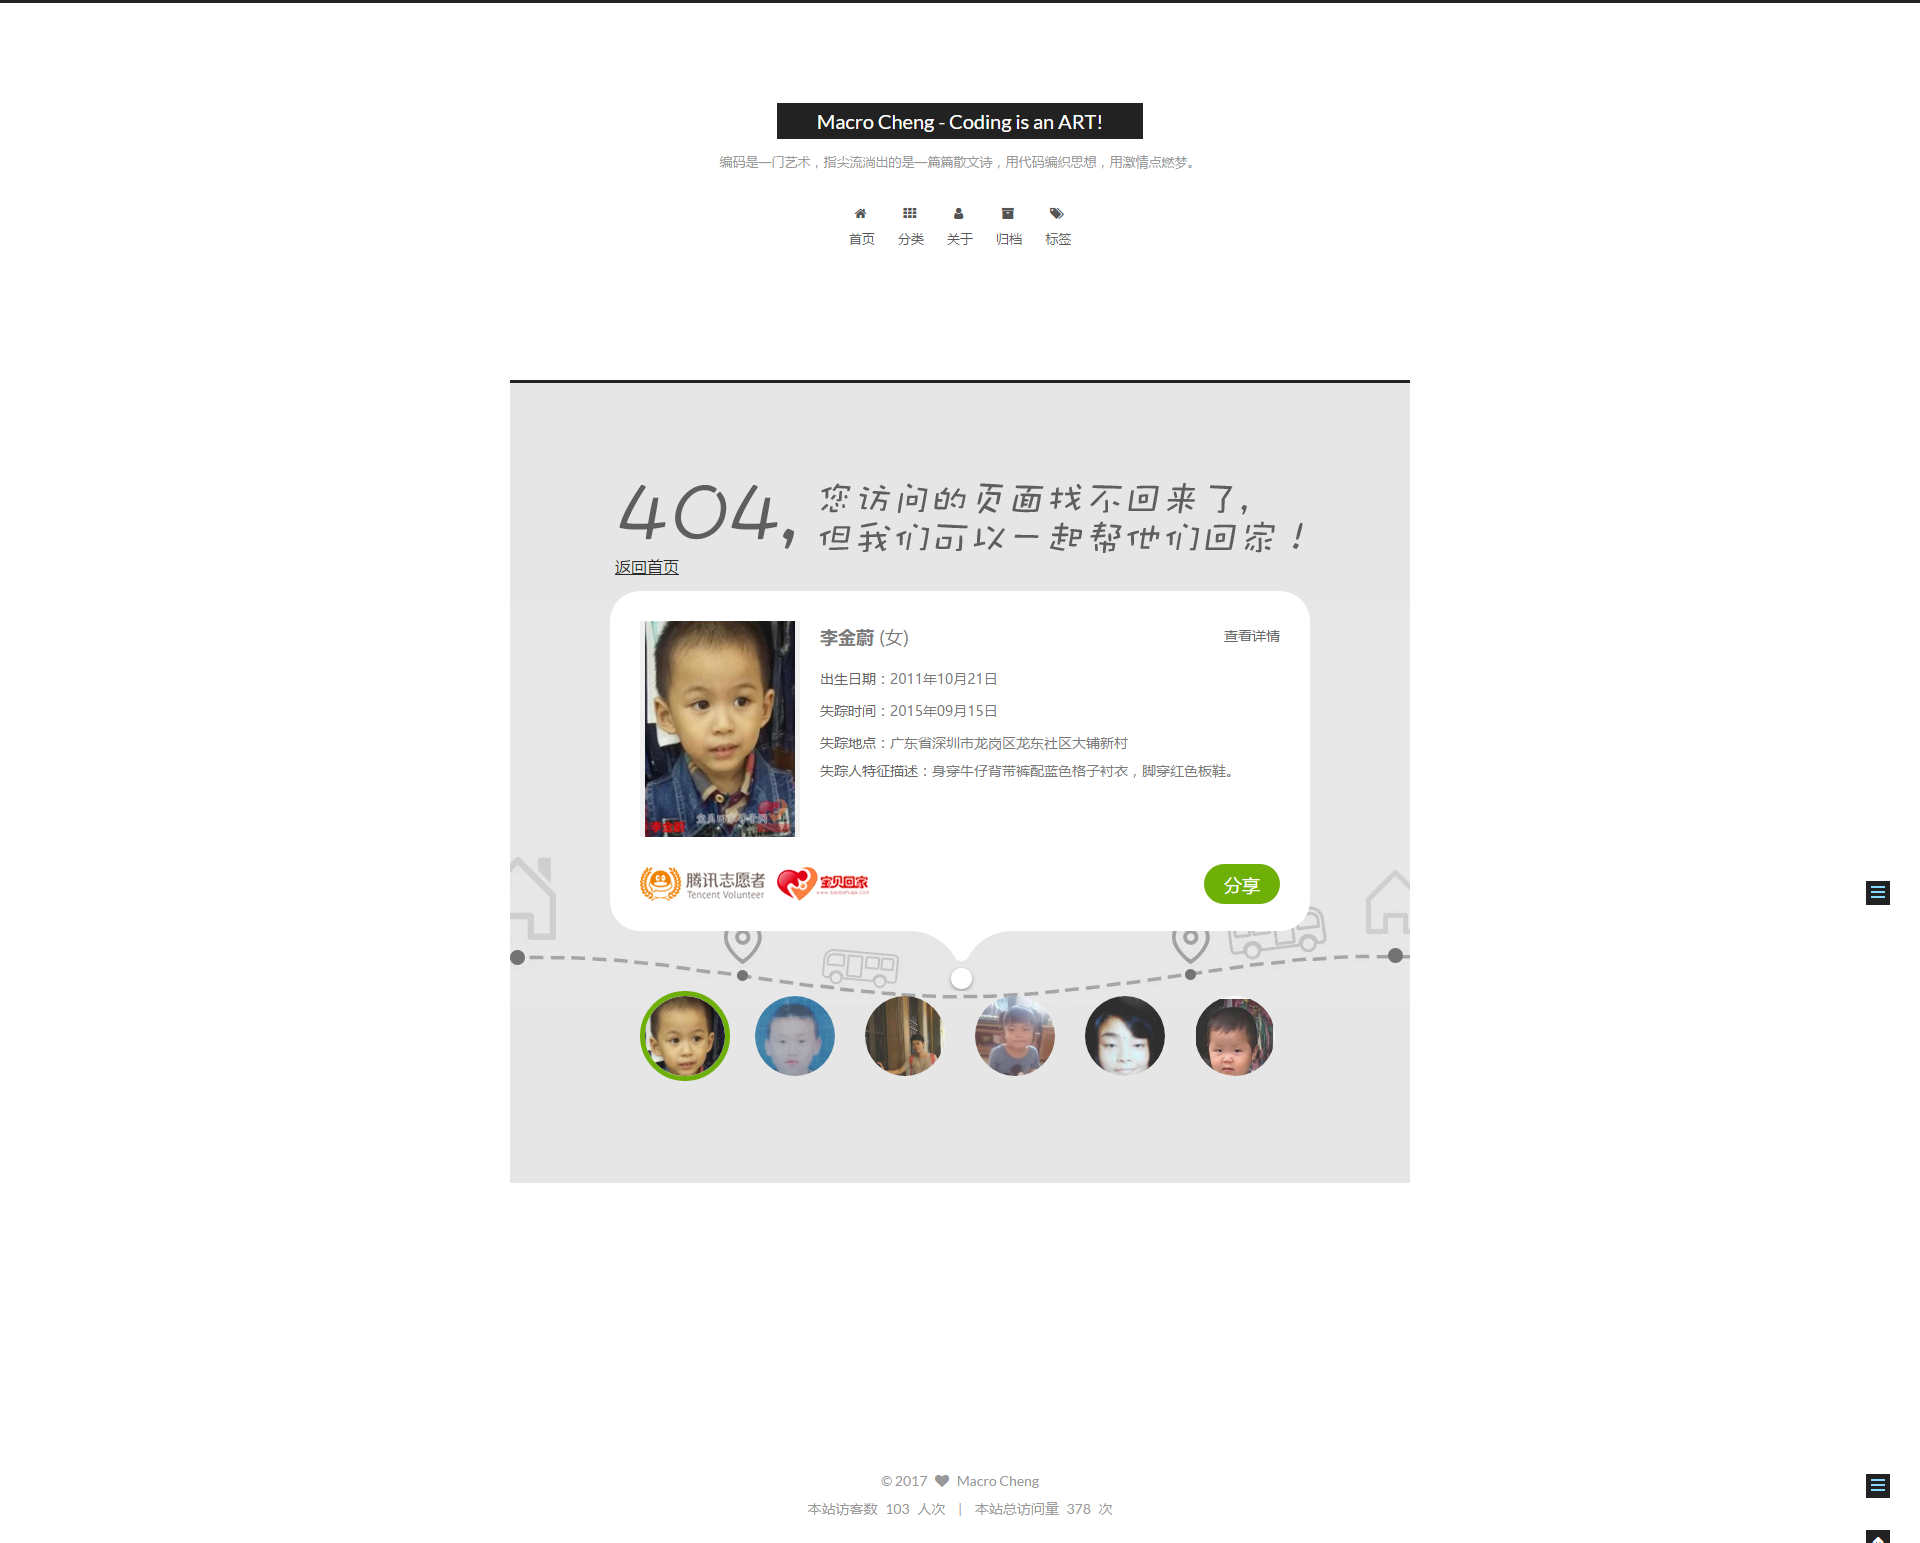 Macro Cheng - Coding is an ART!
编码是一门艺术，指尖流淌出的是一篇篇散文诗，用代码编织思想，用激情点燃梦。
首页 分类 关于 归档 标签
404, 您访问的页面找不回来了,
但我们可以一起帮他们回家！
返回首页
李金蔚 (女) 查看详情
出生日期：2011年10月21日
失踪时间：2015年09月15日
失踪地点：广东省深圳市龙岗区龙东社区大铺新村
失踪人特征描述：身穿牛仔背带裤配蓝色格子衬衣，脚穿红色板鞋。
李金蔚
腾讯志愿者 宝贝回家 分享
Tencent Volunteer
© 2017 Macro Cheng
本站访客数 103 人次 | 本站总访问量 378 次